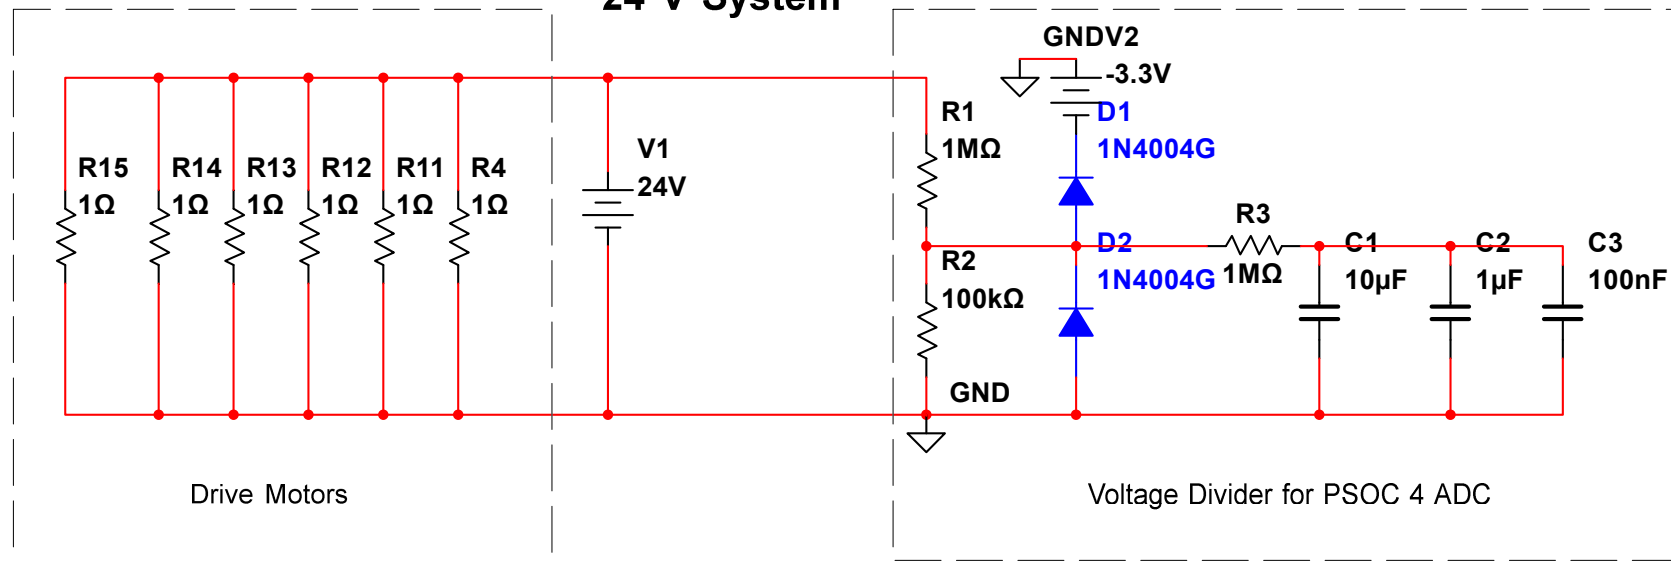 24 V System
GNDV2
-3.3V
R1
1MΩ
D1
1N4004G
R15
1Ω
R14
1Ω
R13
1Ω
R12
1Ω
R11
1Ω
R4
1Ω
V1
24V
R2
100kΩ
D2
1N4004G
R3
1MΩ
C1
10µF
C2
1µF
C3
100nF
GND
Drive Motors
Voltage Divider for PSOC 4 ADC